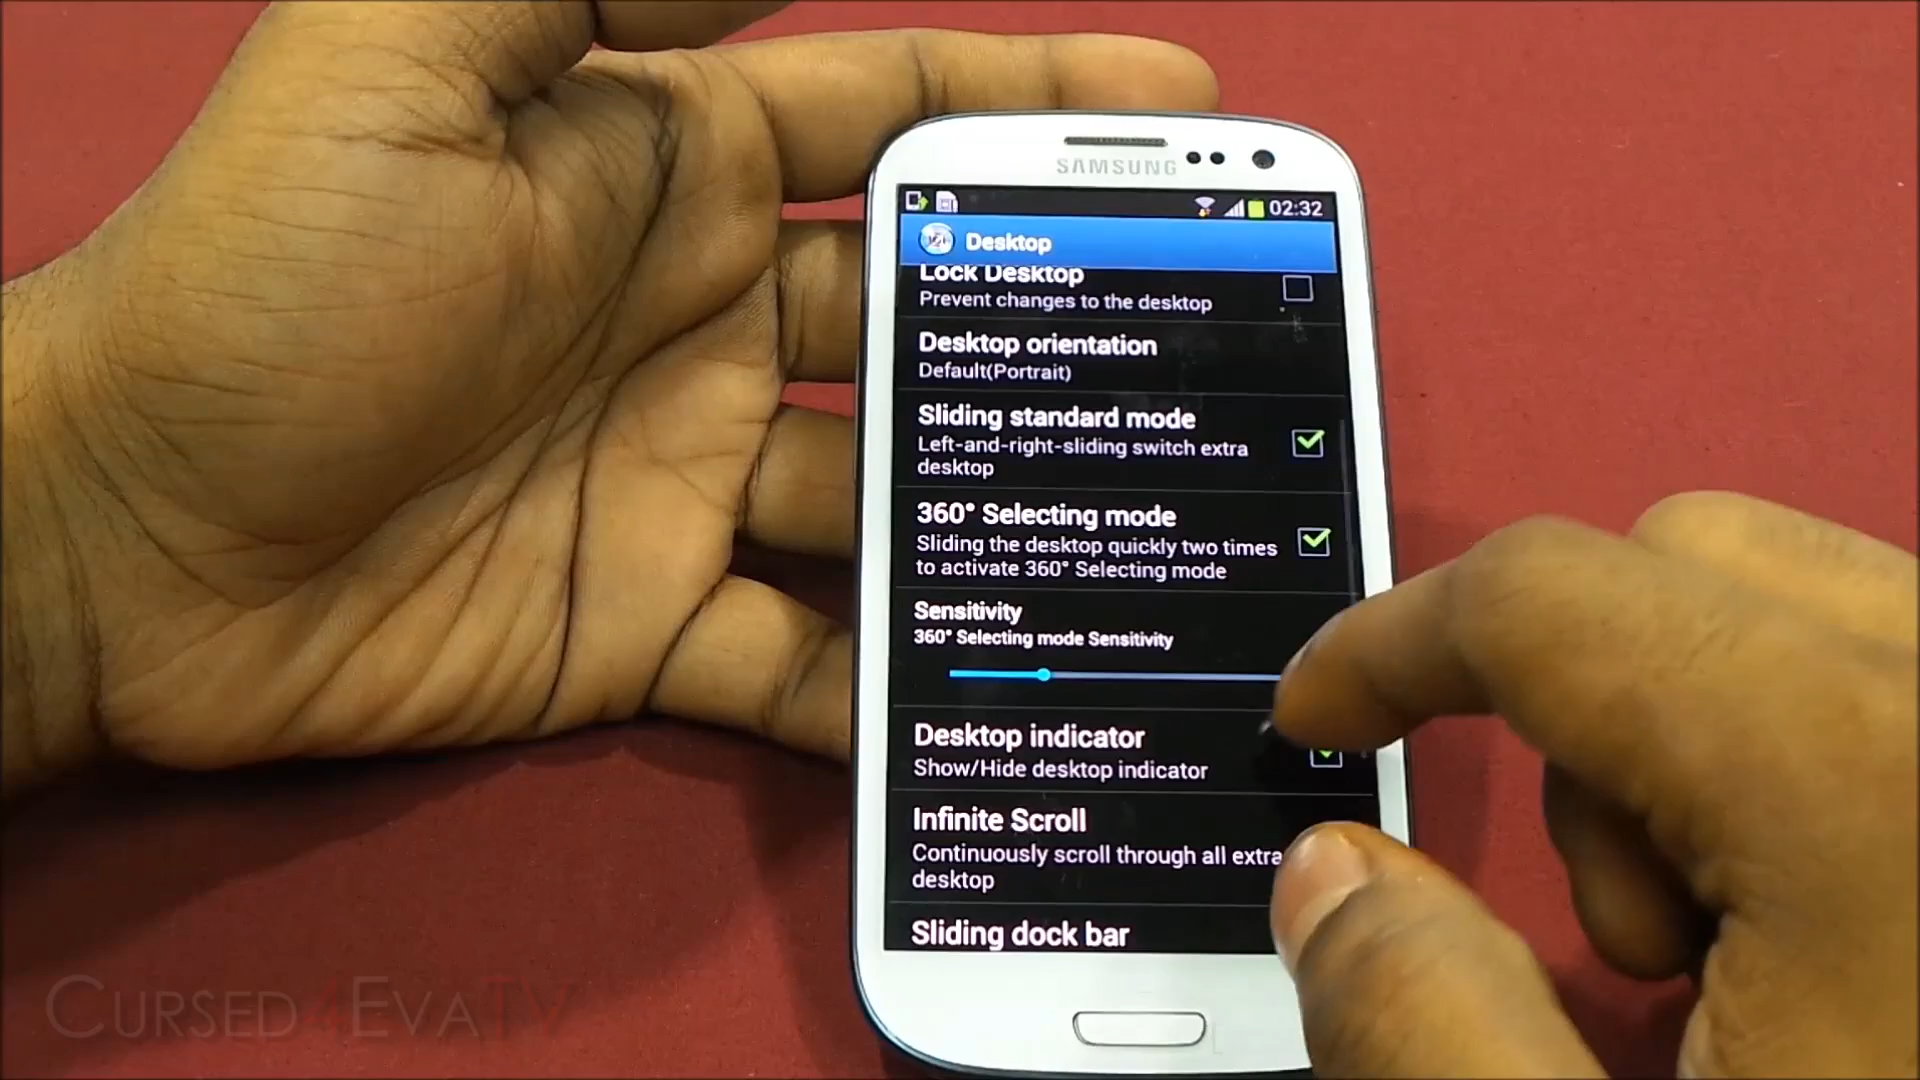 SAMSUNG
02:32
Desktop
Lock Desktop
Prevent changes to the desktop
Desktop orientation
Default(Portrait)
Sliding standard mode
Left-and-right-sliding switch extra
desktop
360° Selecting mode
Sliding the desktop quickly two times
to activate 360° Selecting mode
Sensitivity
360° Selecting mode Sensitivity
Desktop indicator
Show/Hide desktop indicator
Infinite Scroll
Continuously scroll through all extra
desktop
Sliding dock bar
CURSED4EVATV